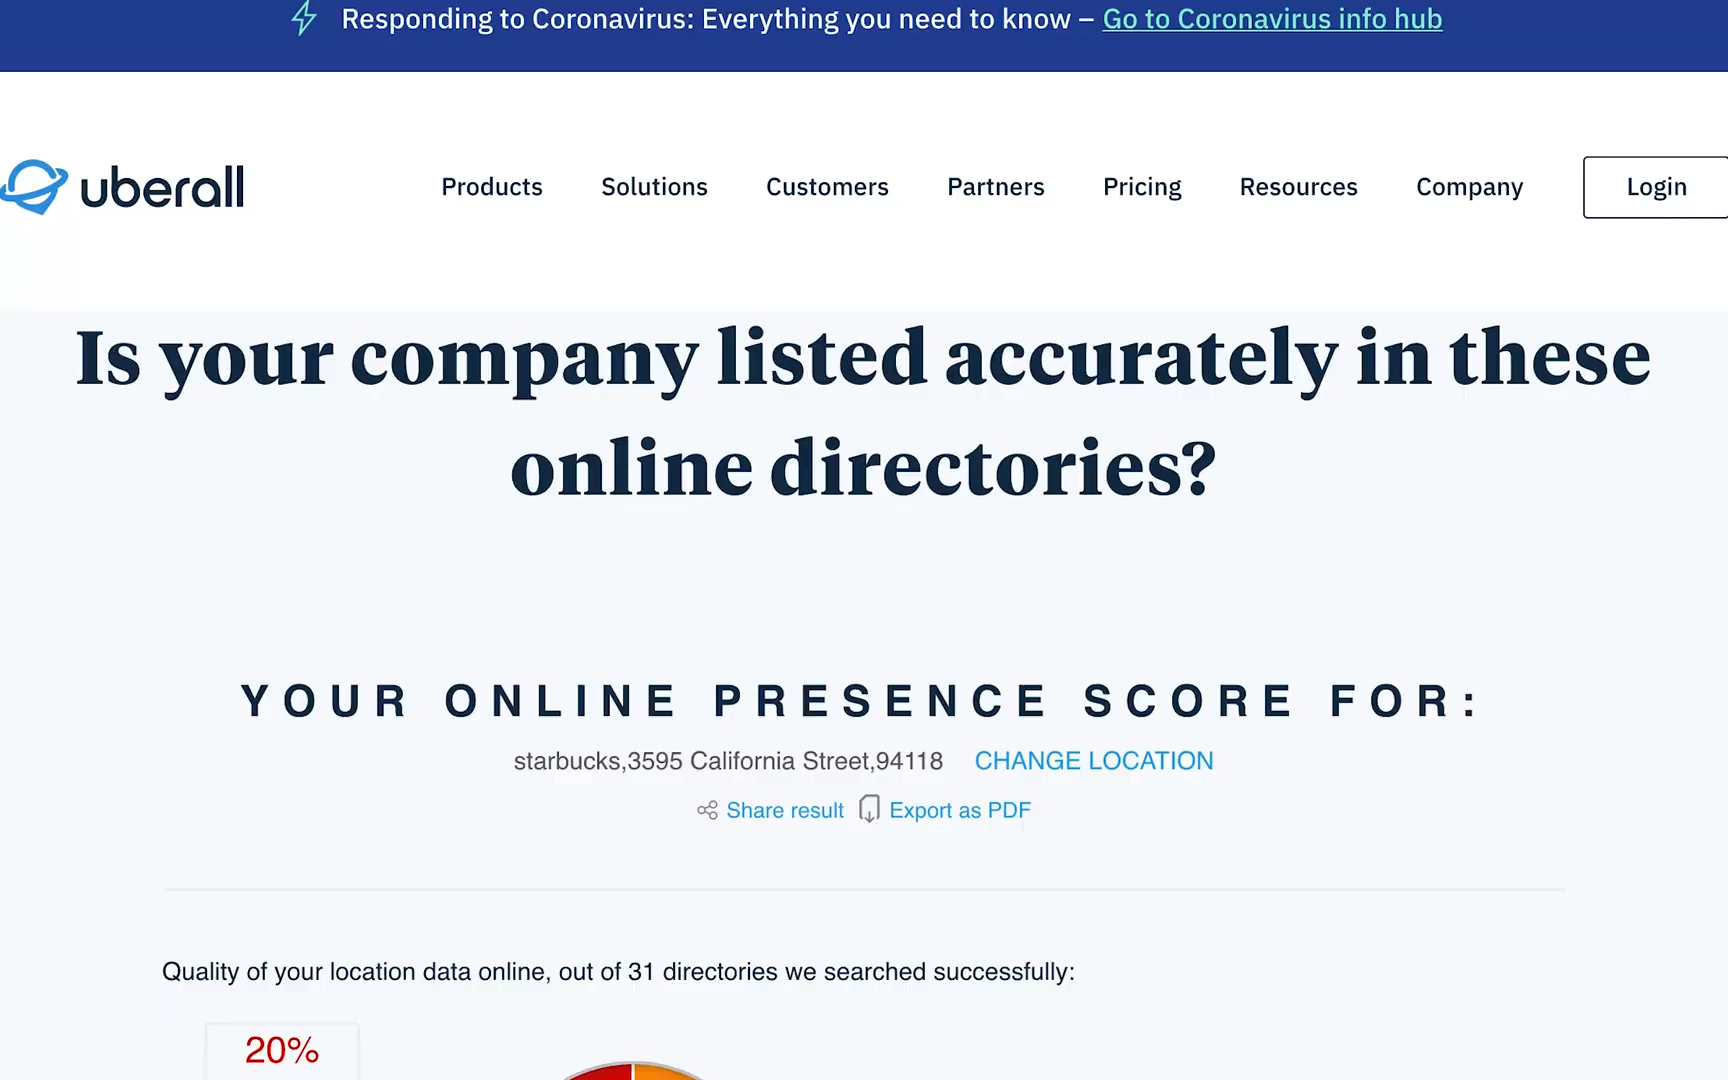 Responding to Coronavirus: Everything you need to know – Go to Coronavirus info hub
uberall Products Solutions Customers Partners Pricing Resources Company Login
Is your company listed accurately in these
online directories?
YOUR ONLINE PRESENCE SCORE FOR:
starbucks,3595 California Street,94118 CHANGE LOCATION
Share result Export as PDF
Quality of your location data online, out of 31 directories we searched successfully:
20%